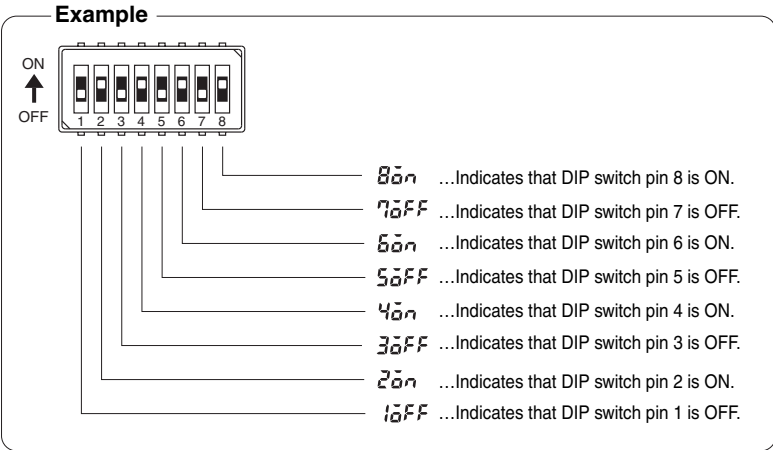 Example
ON
OFF
1 2 3 4 5 6 7 8
8on ...Indicates that DIP switch pin 8 is ON.
7oFF ...Indicates that DIP switch pin 7 is OFF.
6on ...Indicates that DIP switch pin 6 is ON.
5oFF ...Indicates that DIP switch pin 5 is OFF.
4on ...Indicates that DIP switch pin 4 is ON.
3oFF ...Indicates that DIP switch pin 3 is OFF.
2on ...Indicates that DIP switch pin 2 is ON.
1oFF ...Indicates that DIP switch pin 1 is OFF.